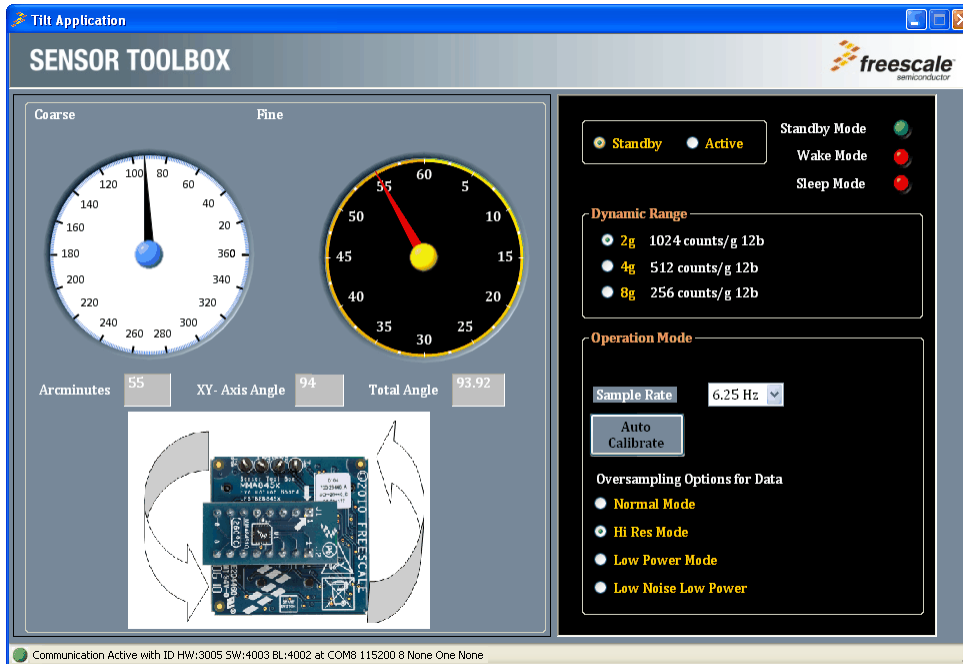 Tilt Application
SENSOR TOOLBOX
freescale
semiconductor
Coarse
Fine
20
40
60
80
100
120
140
160
180
200
220
240
260
280
300
320
340
360
60
5
10
15
20
25
30
35
40
45
50
55
Arcminutes 55
XY- Axis Angle 94
Total Angle 93.92
©2010 FREESCALE
Standby
Active
Standby Mode
Wake Mode
Sleep Mode
Dynamic Range
2g 1024 counts/g 12b
4g 512 counts/g 12b
8g 256 counts/g 12b
Operation Mode
Sample Rate 6.25 Hz
Auto
Calibrate
Oversampling Options for Data
Normal Mode
Hi Res Mode
Low Power Mode
Low Noise Low Power
Communication Active with ID HW:3005 SW:4003 BL:4002 at COM8 115200 8 None One None